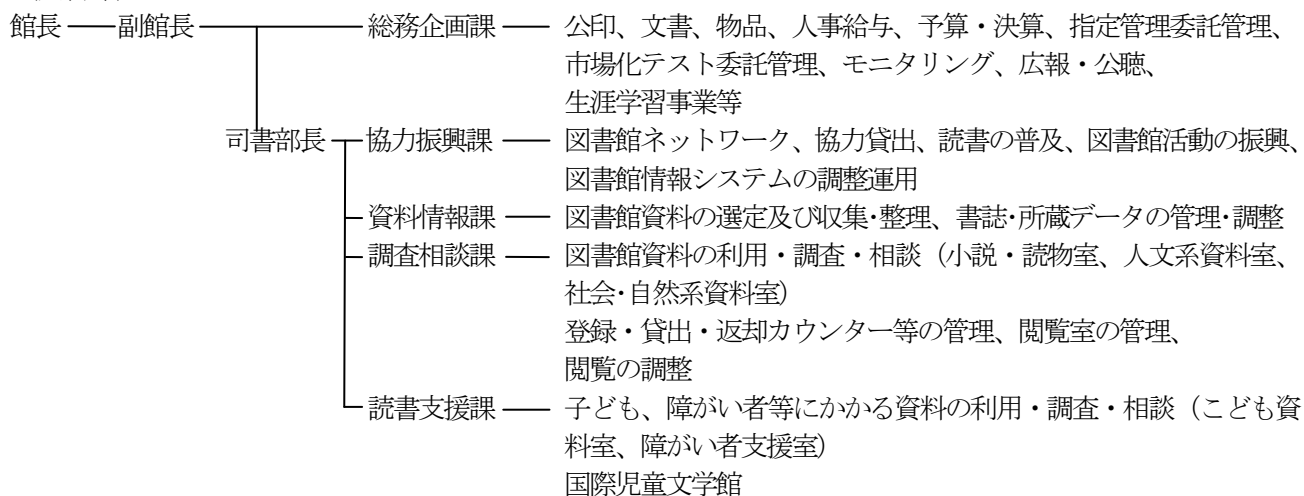 館長 副館長 総務企画課 公印、文書、物品、人事給与、予算・決算、指定管理委託管理、
市場化テスト委託管理、モニタリング、広報・公聴、
生涯学習事業等
司書部長 協力振興課 図書館ネットワーク、協力貸出、読書の普及、図書館活動の振興、
図書館情報システムの調整運用
資料情報課 図書館資料の選定及び収集・整理、書誌・所蔵データの管理・調整
調査相談課 図書館資料の利用・調査・相談（小説・読物室、人文系資料室、
社会・自然系資料室）
登録・貸出・返却カウンター等の管理、閲覧室の管理、
閲覧の調整
読書支援課 子ども、障がい者等にかかる資料の利用・調査・相談（こども資
料室、障がい者支援室）
国際児童文学館